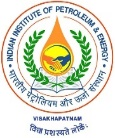 INDIAN INSTITUTE OF PETROLEUM & ENERGY
भारतीय पेट्रोलियम और ऊर्जा संस्थान
VISAKHAPATNAM